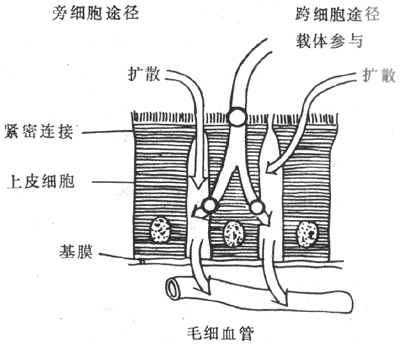 旁细胞途径
跨细胞途径
载体参与
扩散
扩散
紧密连接
上皮细胞
基膜
毛细血管